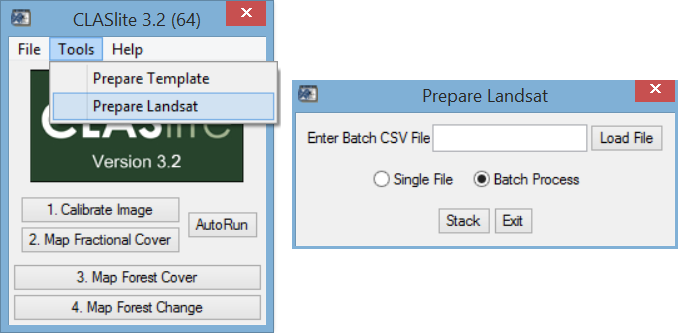 CLASlite 3.2 (64)
File Tools Help
Prepare Template
Prepare Landsat
CLASlite
Version 3.2
1. Calibrate Image
2. Map Fractional Cover
AutoRun
3. Map Forest Cover
4. Map Forest Change
Prepare Landsat
Enter Batch CSV File Load File
Single File Batch Process
Stack Exit